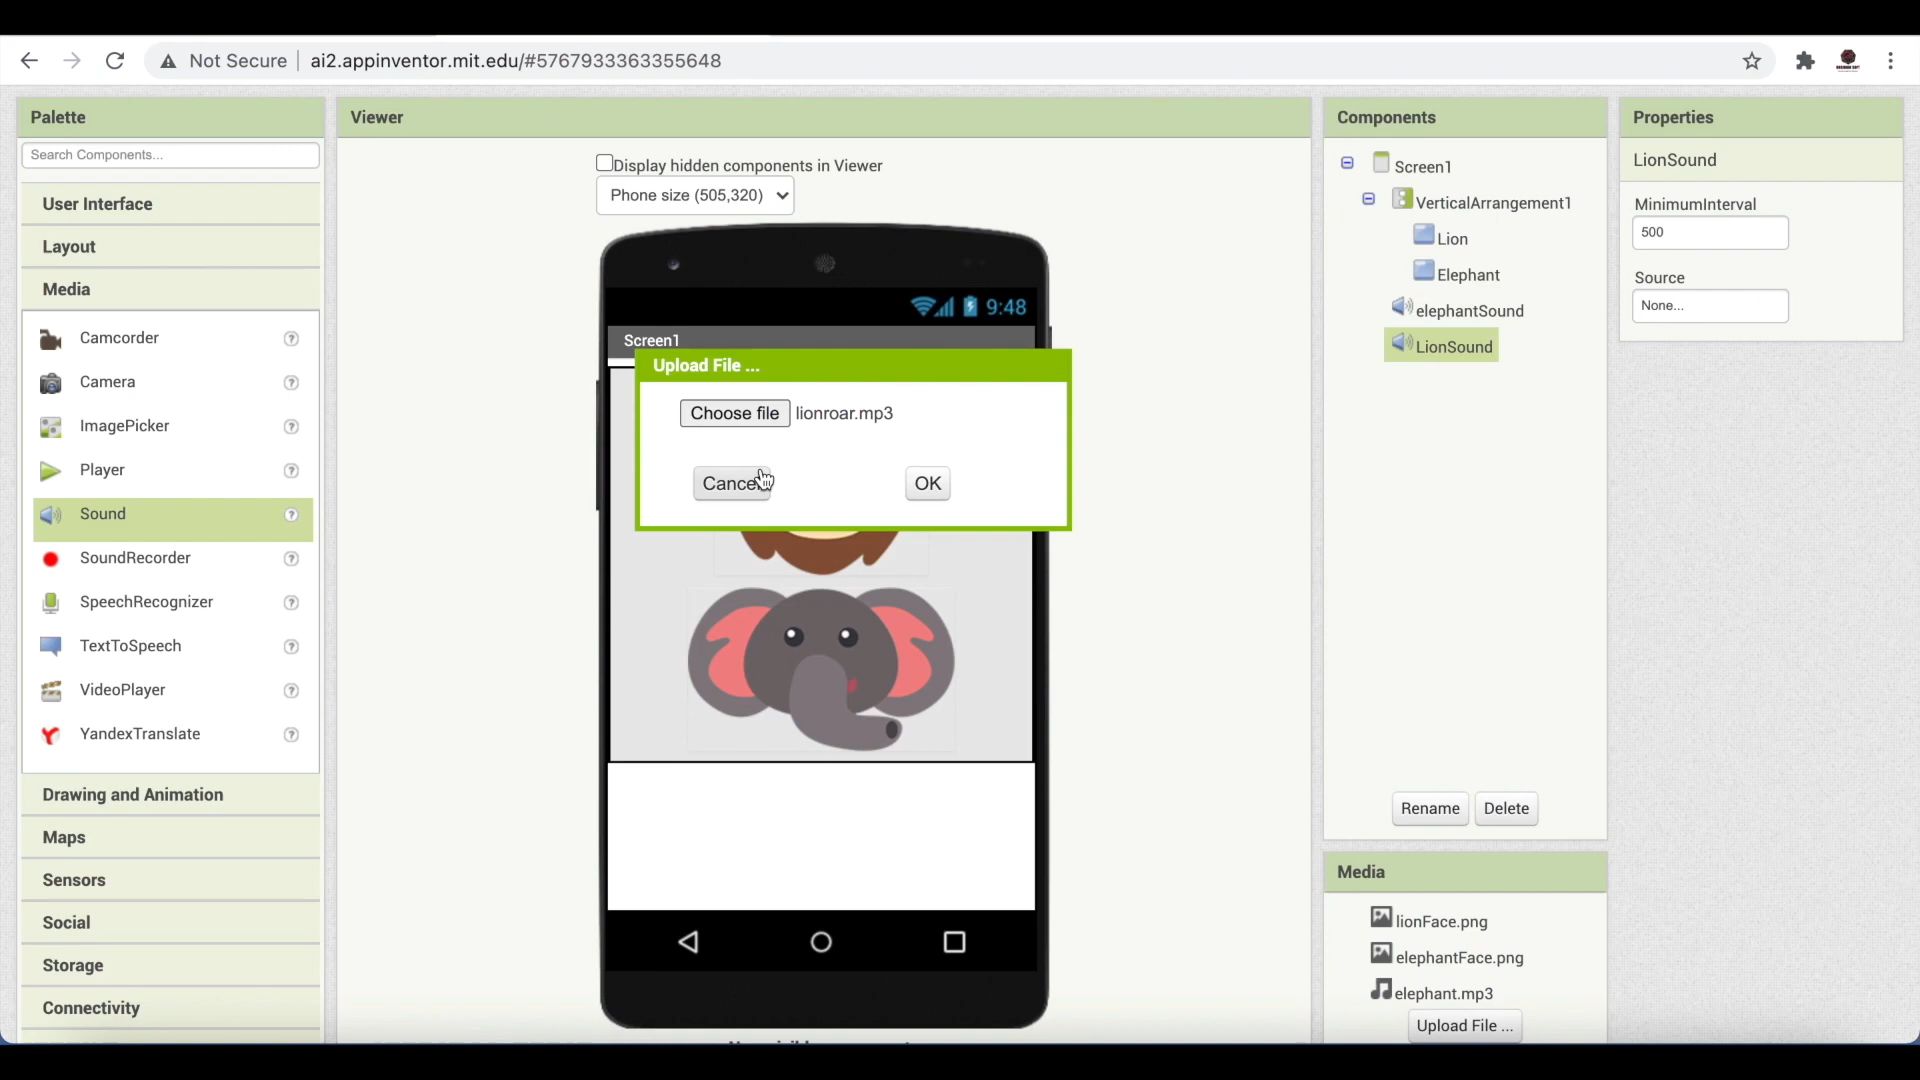 Not Secure
ai2.appinventor.mit.edu/#5767933363355648
Palette
Search Components...
User Interface
Layout
Media
Camcorder ?
Camera ?
ImagePicker ?
Player ?
Sound ?
SoundRecorder ?
SpeechRecognizer ?
TextToSpeech ?
VideoPlayer ?
YandexTranslate ?
Drawing and Animation
Maps
Sensors
Social
Storage
Connectivity
Viewer
Display hidden components in Viewer
Phone size (505,320)
9:48
Screen1
Upload File ...
Choose file lionroar.mp3
Cancel OK
Components
Screen1
VerticalArrangement1
Lion
Elephant
elephantSound
LionSound
Rename Delete
Media
lionFace.png
elephantFace.png
elephant.mp3
Upload File ...
Properties
LionSound
MinimumInterval
500
Source
None...